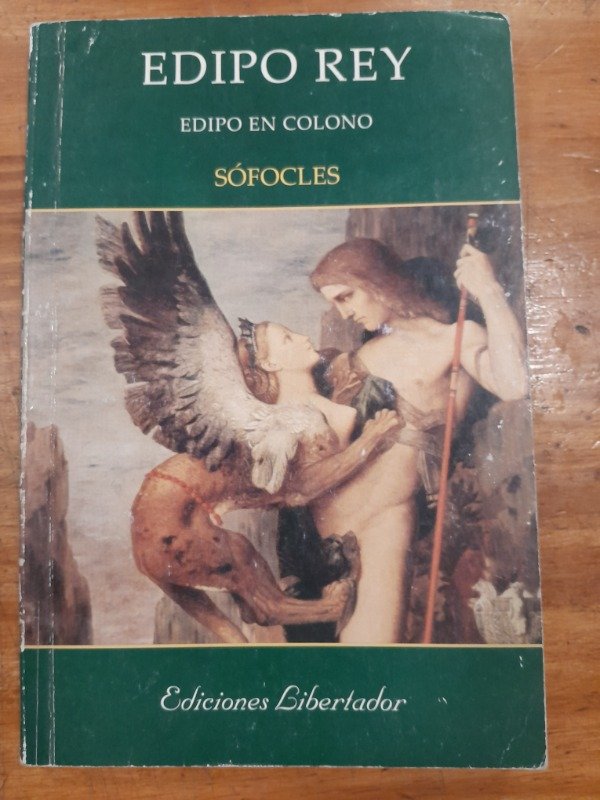 EDIPO REY
EDIPO EN COLONO
SÓFOCLES
Ediciones Libertador